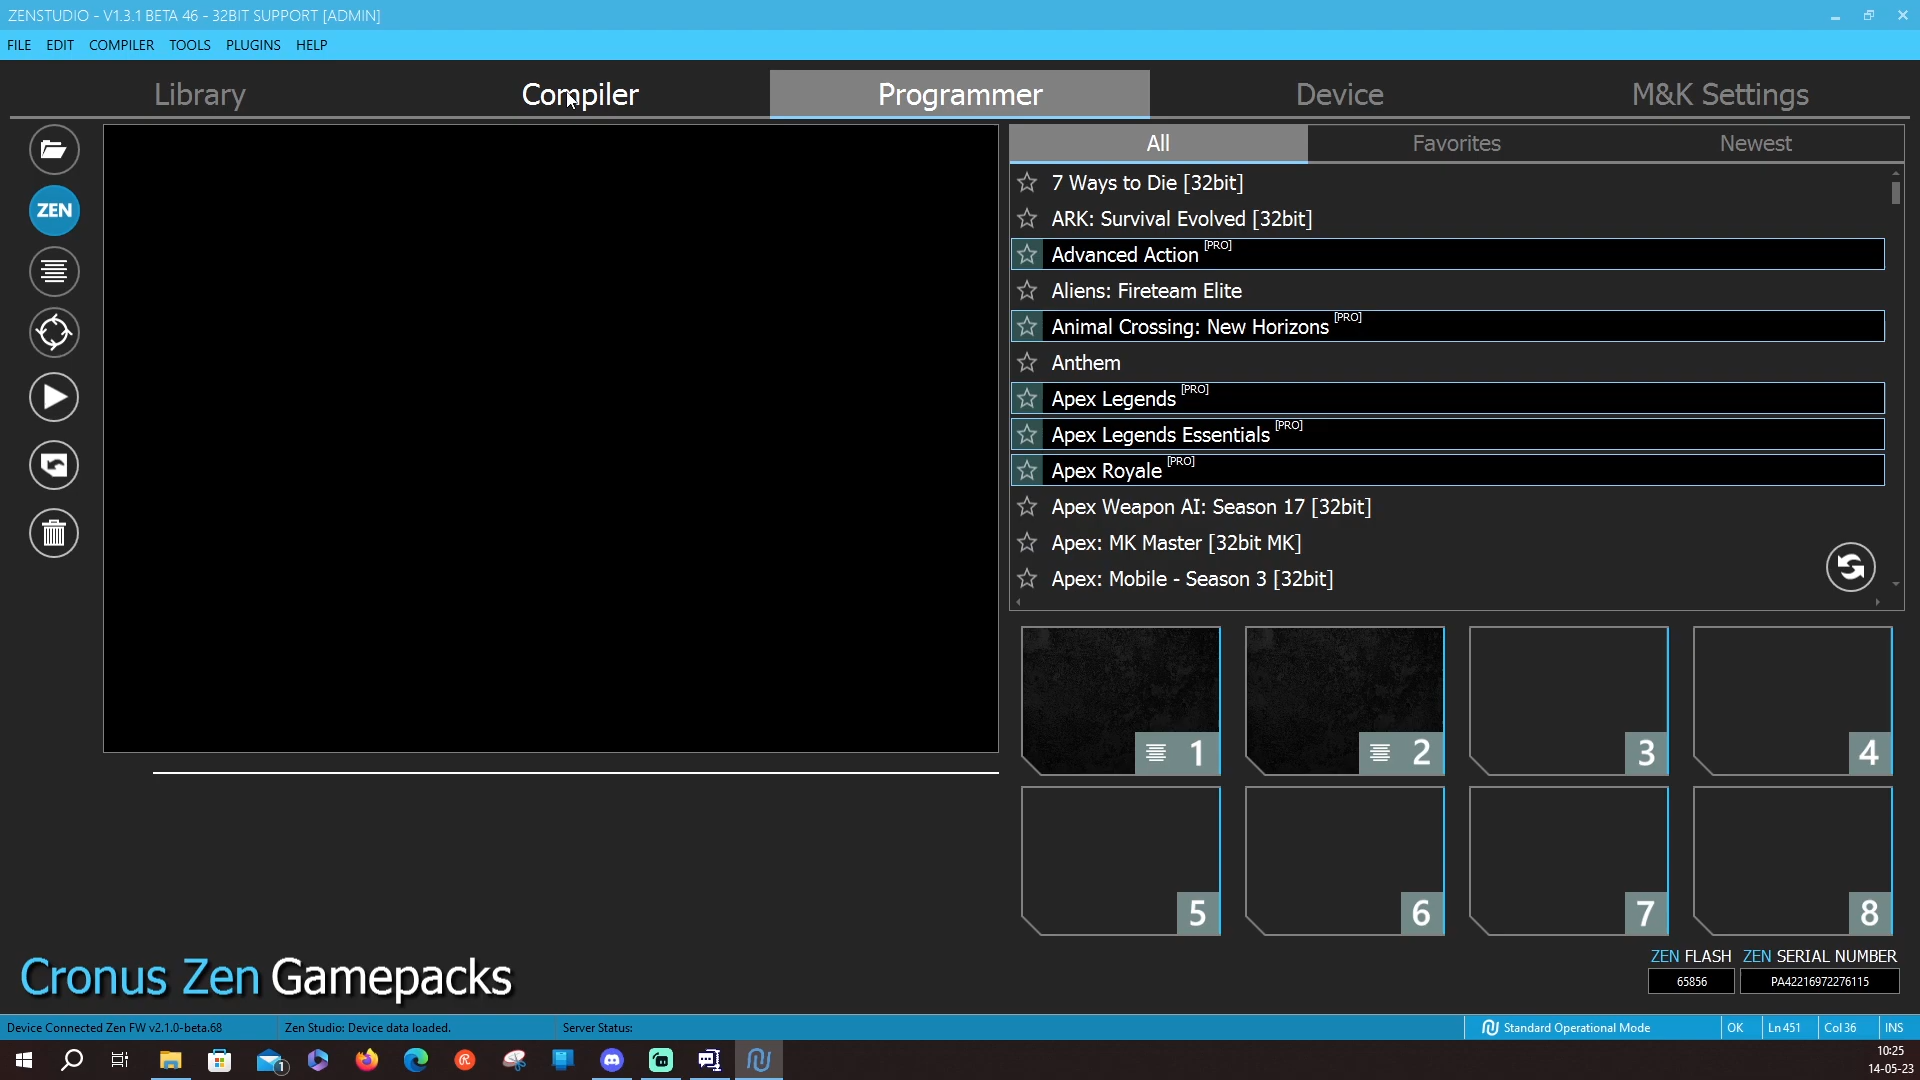 ZENSTUDIO - V1.3.1 BETA 46 - 32BIT SUPPORT [ADMIN]
FILE EDIT COMPILER TOOLS PLUGINS HELP
Library Compiler Programmer Device M&K Settings
All Favorites Newest
ZEN
7 Ways to Die [32bit]
ARK: Survival Evolved [32bit]
Advanced Action [PRO]
Aliens: Fireteam Elite
Animal Crossing: New Horizons [PRO]
Anthem
Apex Legends [PRO]
Apex Legends Essentials [PRO]
Apex Royale [PRO]
Apex Weapon AI: Season 17 [32bit]
Apex: MK Master [32bit MK]
Apex: Mobile - Season 3 [32bit]
1 2 3 4
5 6 7 8
Cronus Zen Gamepacks
ZEN FLASH ZEN SERIAL NUMBER
65856 PA42216972276115
Device Connected Zen FW v2.1.0-beta.68 Zen Studio: Device data loaded. Server Status: Standard Operational Mode OK Ln 451 Col 36 INS
1
10:25
14-05-23